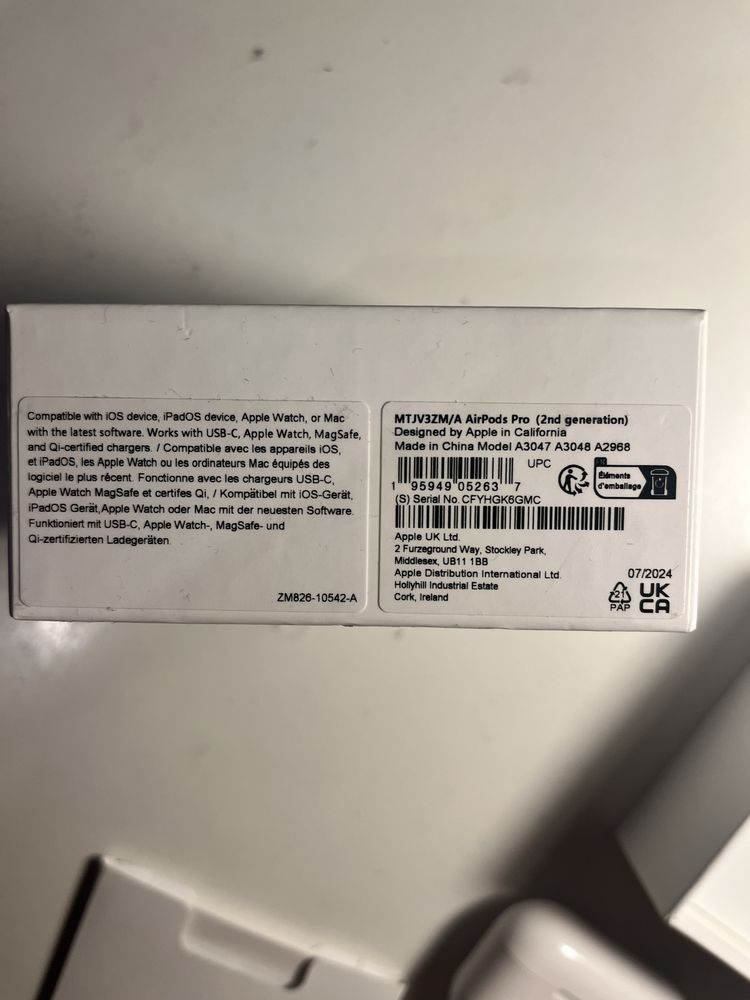 Compatible with iOS device, iPadOS device, Apple Watch, or Mac
with the latest software. Works with USB-C, Apple Watch, MagSafe,
and Qi-certified chargers. / Compatible avec les appareils iOS,
et iPadOS, les Apple Watch ou les ordinateurs Mac équipés des
logiciel le plus récent. Fonctionne avec les chargeurs USB-C,
Apple Watch MagSafe et certifes Qi, / Kompatibel mit iOS-Gerät,
iPadOS Gerät,Apple Watch oder Mac mit der neuesten Software.
Funktioniert mit USB-C, Apple Watch-, MagSafe- und
Qi-zertifizierten Ladegeräten.
ZM826-10542-A
MTJV3ZM/A AirPods Pro (2nd generation)
Designed by Apple in California
Made in China Model A3047 A3048 A2968
UPC
1 95949 05263 7
Éléments
d'emballage
(S) Serial No. CFYHGK6GMC
Apple UK Ltd.
2 Furzeground Way, Stockley Park,
Middlesex, UB11 1BB
Apple Distribution International Ltd.
Hollyhill Industrial Estate
Cork, Ireland
07/2024
21
PAP
UK
CA